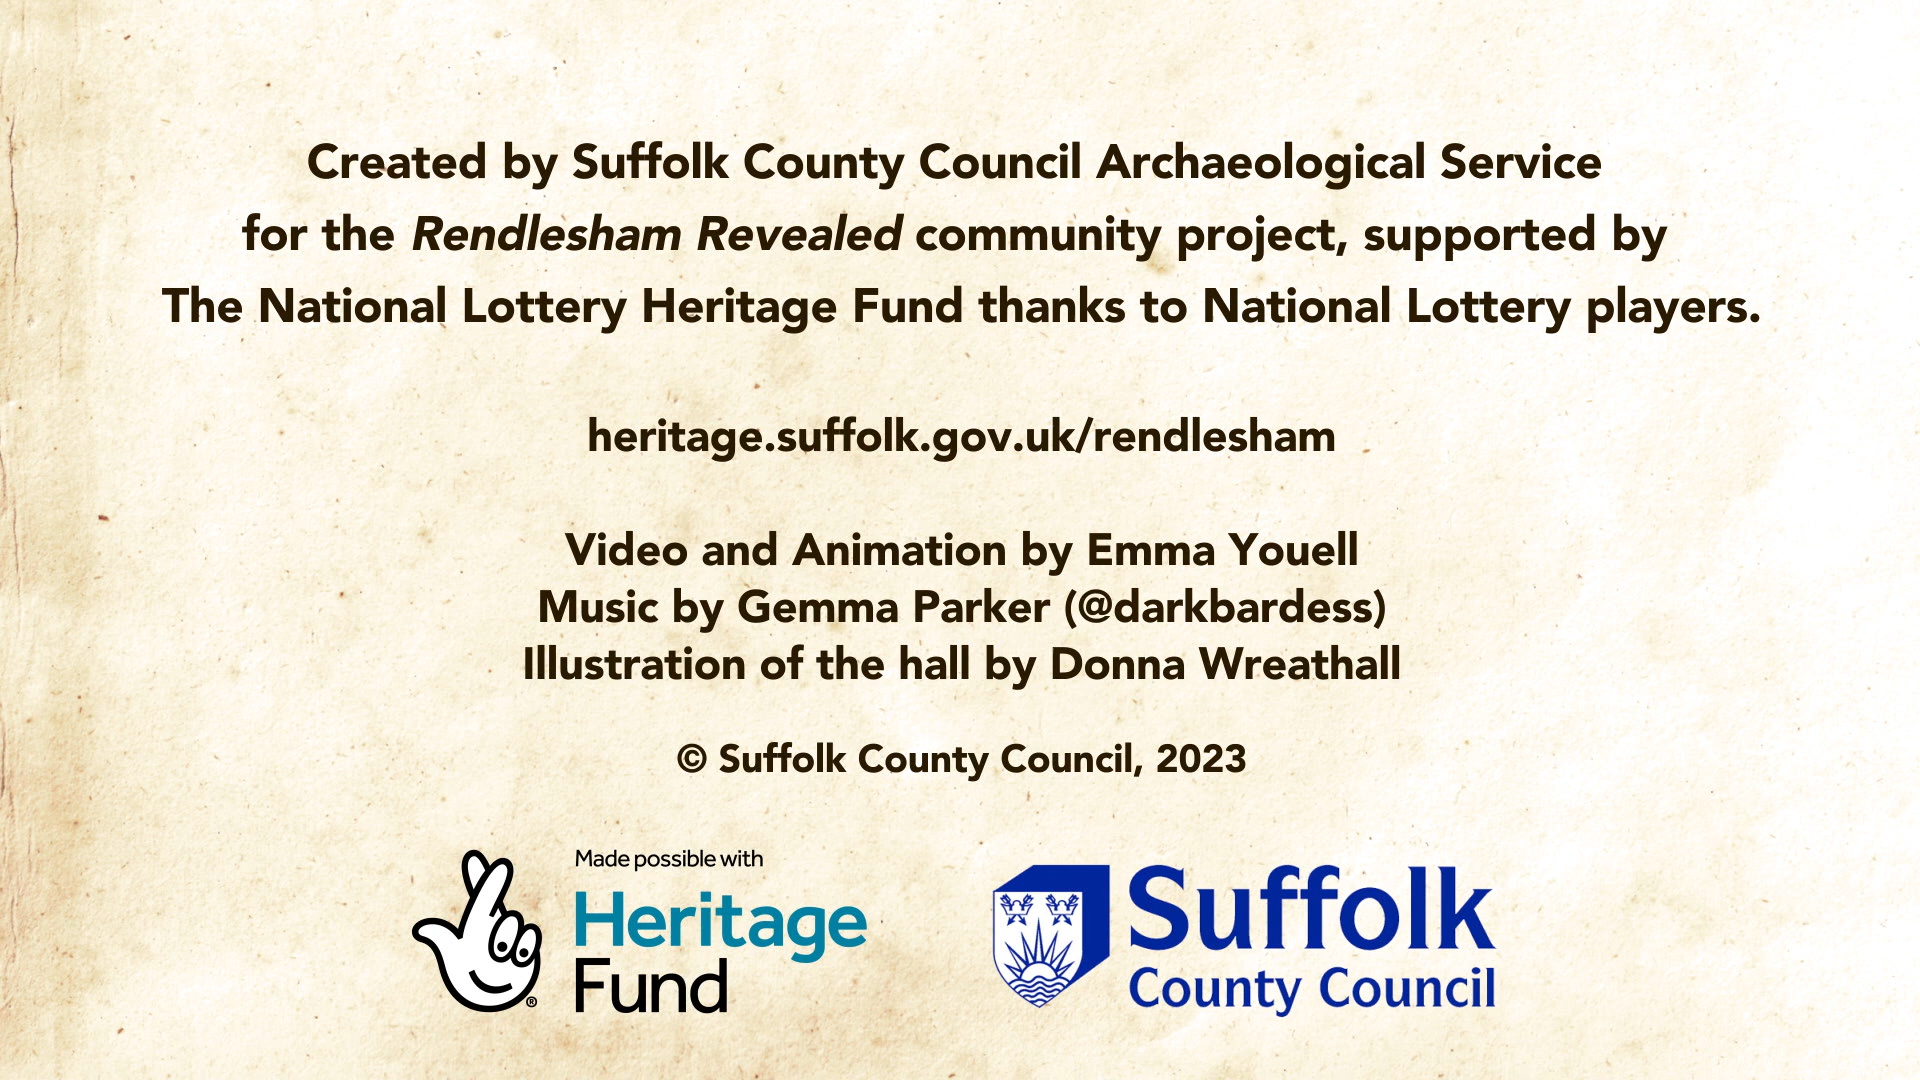 Created by Suffolk County Council Archaeological Service
for the Rendlesham Revealed community project, supported by
The National Lottery Heritage Fund thanks to National Lottery players.
heritage.suffolk.gov.uk/rendlesham
Video and Animation by Emma Youell
Music by Gemma Parker (@darkbardess)
Illustration of the hall by Donna Wreathall
© Suffolk County Council, 2023
Made possible with
Heritage
Fund
®
Suffolk
County Council